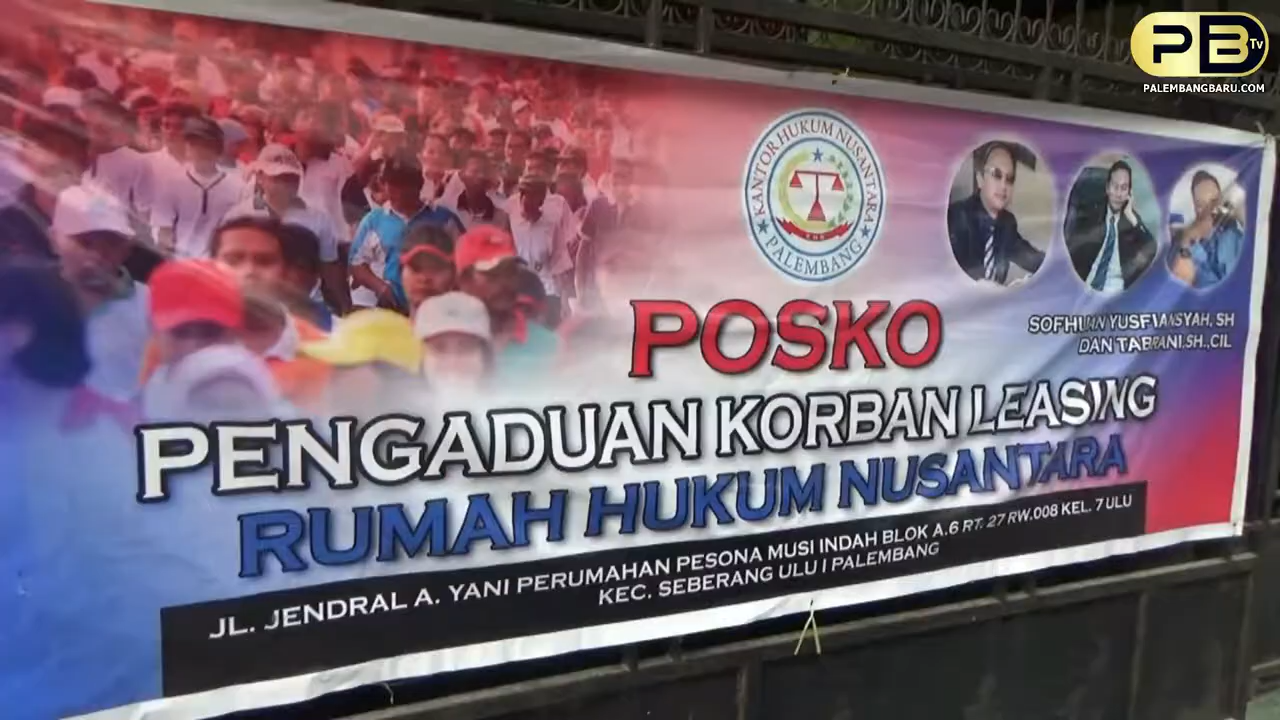 PB TV
PALEMBANGBARU.COM
KANTOR HUKUM NUSANTARA
PALEMBANG
SOFHUAN YUSFIANSYAH, SH
DAN TABRANI.SH.,CIL
POSKO
PENGADUAN KORBAN LEASING
RUMAH HUKUM NUSANTARA
JL. JENDRAL A. YANI PERUMAHAN PESONA MUSI INDAH BLOK A.6 RT. 27 RW.008 KEL. 7 ULU
KEC. SEBERANG ULU I PALEMBANG